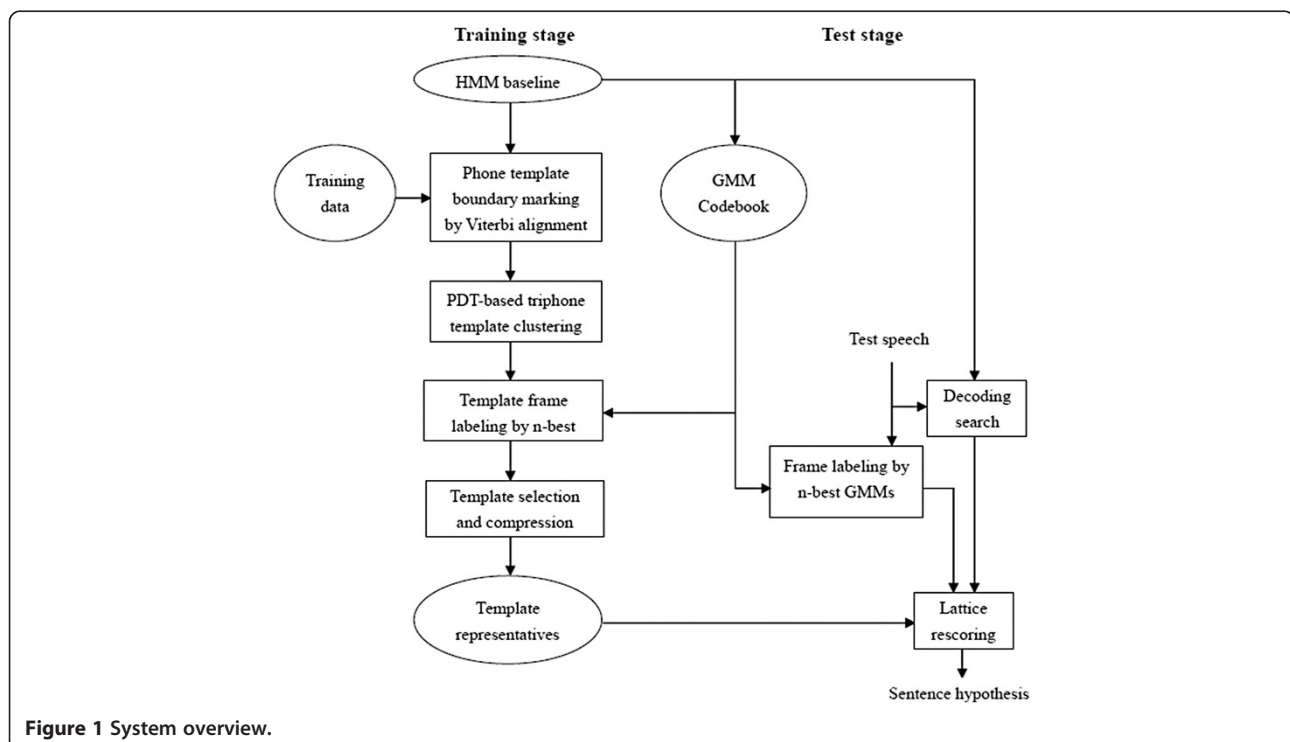 Training stage
Test stage
HMM baseline
Training
data
Phone template
boundary marking
by Viterbi alignment
GMM
Codebook
PDT-based triphone
template clustering
Test speech
Template frame
labeling by n-best
Decoding
search
Frame labeling by
n-best GMMs
Template selection
and compression
Template
representatives
Lattice
rescoring
Sentence hypothesis
Figure 1 System overview.